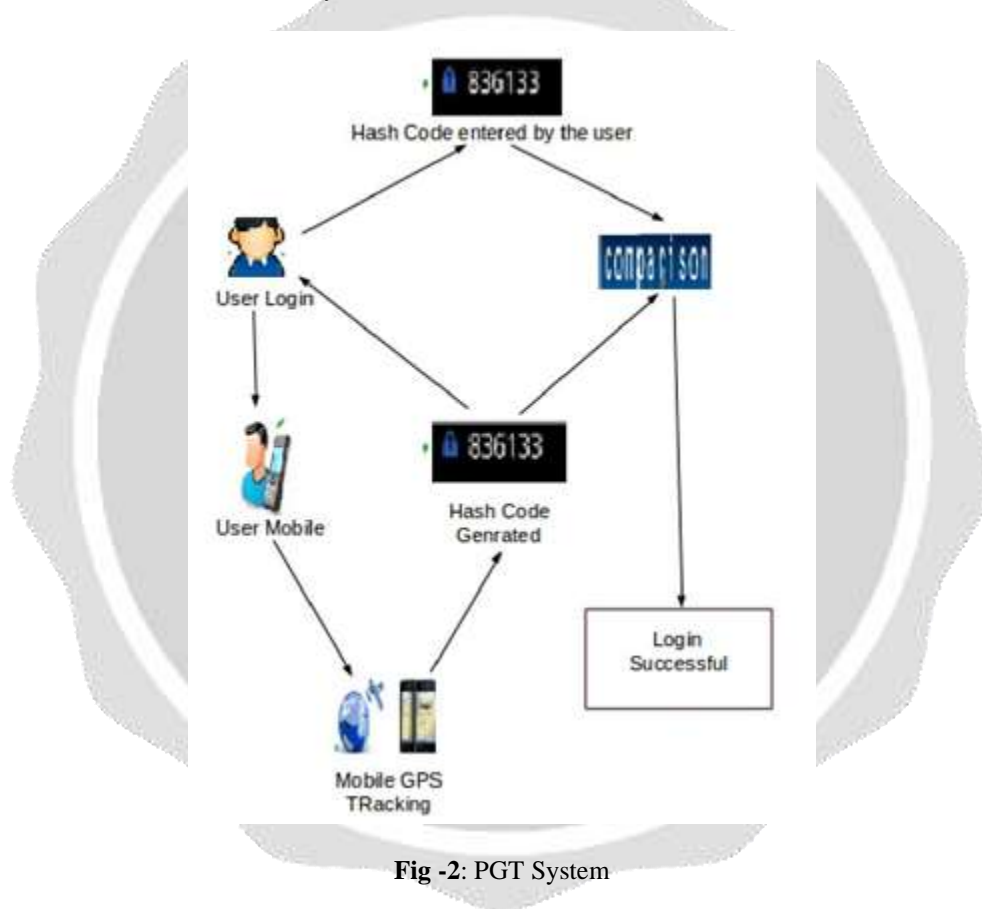 836133
Hash Code entered by the user
comparison
User Login
836133
Hash Code
Genrated
User Mobile
Login
Successful
Mobile GPS
TRacking
Fig -2: PGT System